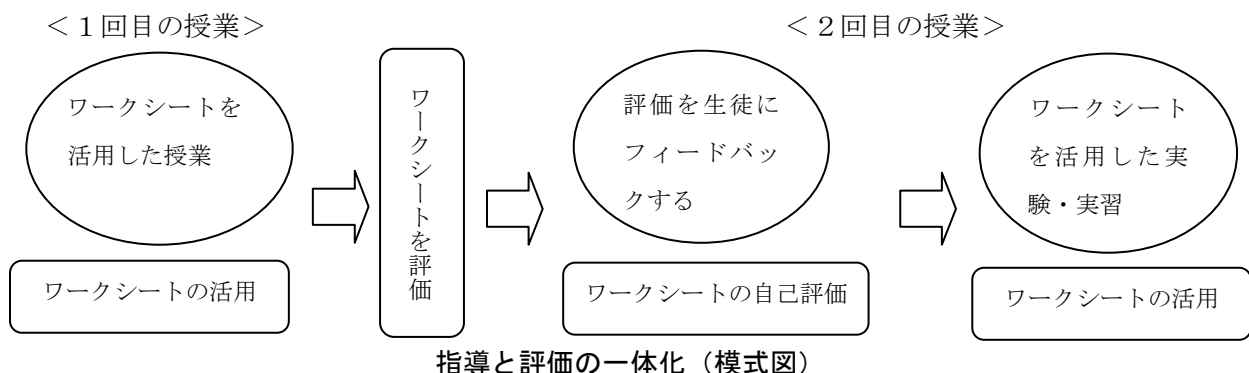 ＜１回目の授業＞
＜２回目の授業＞
ワークシートを
活用した授業
ワークシートの活用
ワークシートを評価
評価を生徒に
フィードバッ
クする
ワークシートの自己評価
ワークシート
を活用した実
験・実習
ワークシートの活用
指導と評価の一体化（模式図）